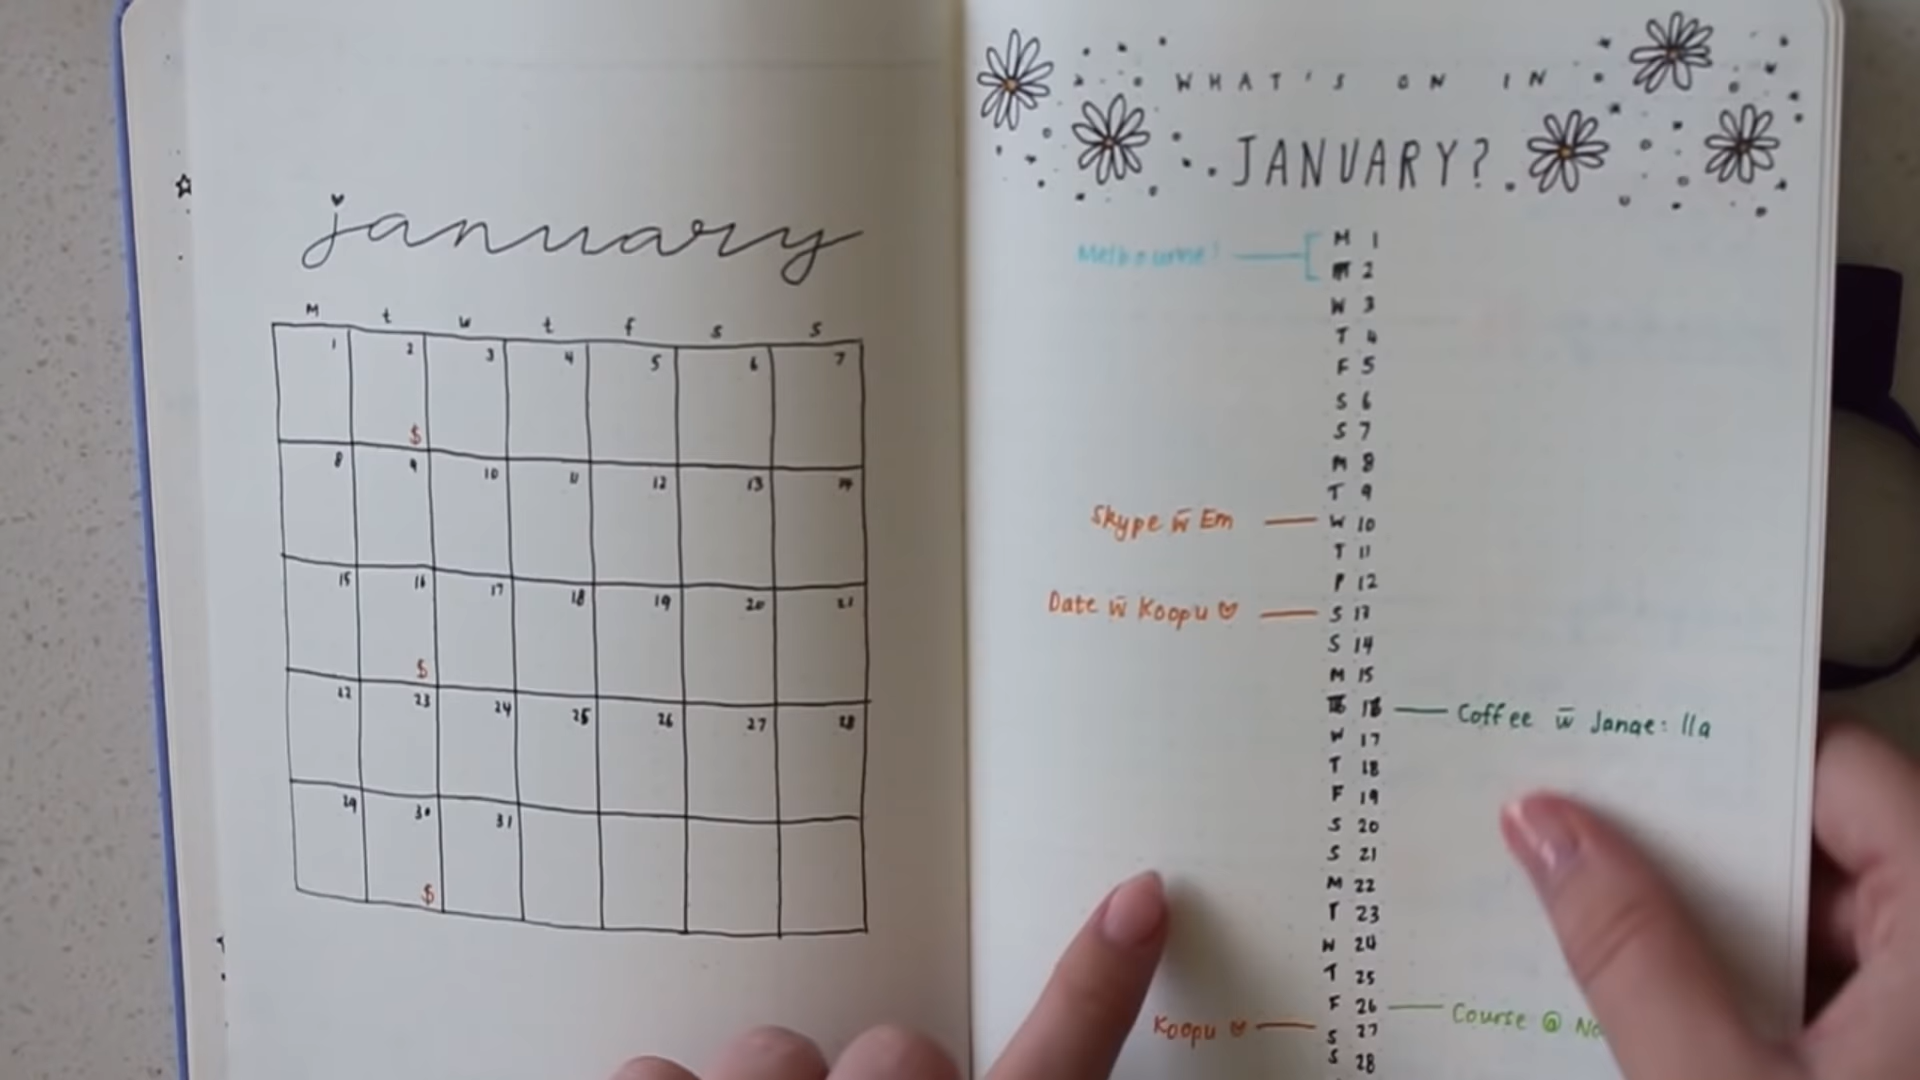 january
M t w t f s s
1 2 3 4 5 6 7
$
8 9 10 11 12 13 14
15 16 17 18 19 20 21
$
22 23 24 25 26 27 28
29 30 31
$
WHAT'S ON IN
JANUARY?
Melbourne! M 1
2
W 3
T 4
F 5
S 6
S 7
M 8
T 9
Skype w̄ Em W 10
T 11
F 12
Date w̄ Koopu S 13
S 14
M 15
16 Coffee w̄ Janae: 11a
W 17
T 18
F 19
S 20
S 21
M 22
T 23
W 24
T 25
F 26 Course @
Koopu S 27
S 28